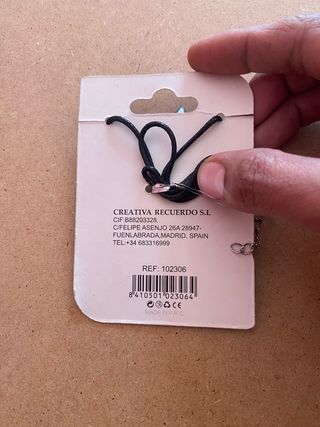 CREATIVA RECUERDO S.L
CIF:B88203328.
C/FELIPE ASENJO 26A 28947-
FUENLABRADA,MADRID, SPAIN
TEL:+34 683316999
REF: 102306
8 410501 023064
MADE IN P.R.C